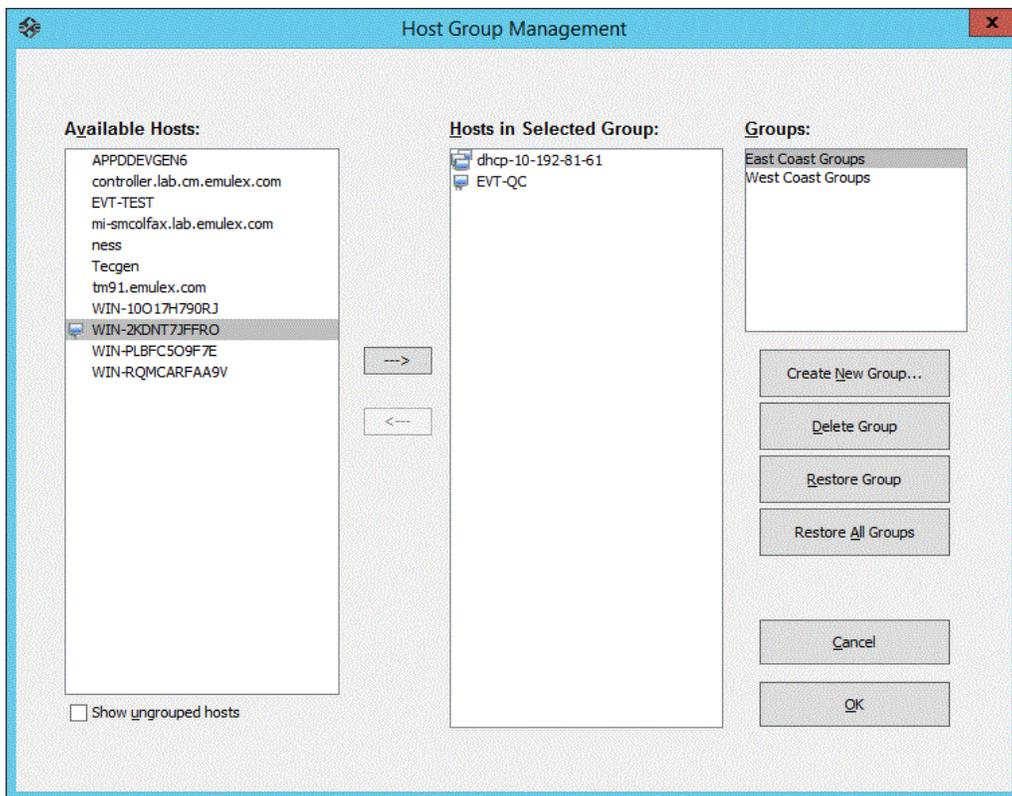 Host Group Management
x
Available Hosts:
APPDDEVGEN6
controller.lab.cm.emulex.com
EVT-TEST
mi-smcolfax.lab.emulex.com
ness
Tecgen
tm91.emulex.com
WIN-10O17H790RJ
WIN-2KDNT7JFFRO
WIN-PLBFC5O9F7E
WIN-RQMCARFAA9V
Show ungrouped hosts
--->
<---
Hosts in Selected Group:
dhcp-10-192-81-61
EVT-QC
Groups:
East Coast Groups
West Coast Groups
Create New Group...
Delete Group
Restore Group
Restore All Groups
Cancel
OK